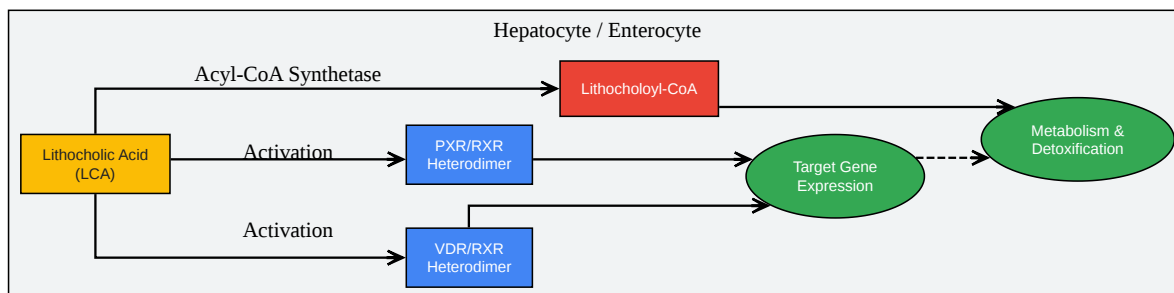 Hepatocyte / Enterocyte
Acyl-CoA Syntetase
Lithocholoyl-CoA
Metabolism &
Detoxification
Lithocholic Acid
(LCA)
Activation
PXR/RXR
Heterodimer
Target Gene
Expression
Activation
VDR/RXR
Heterodimer